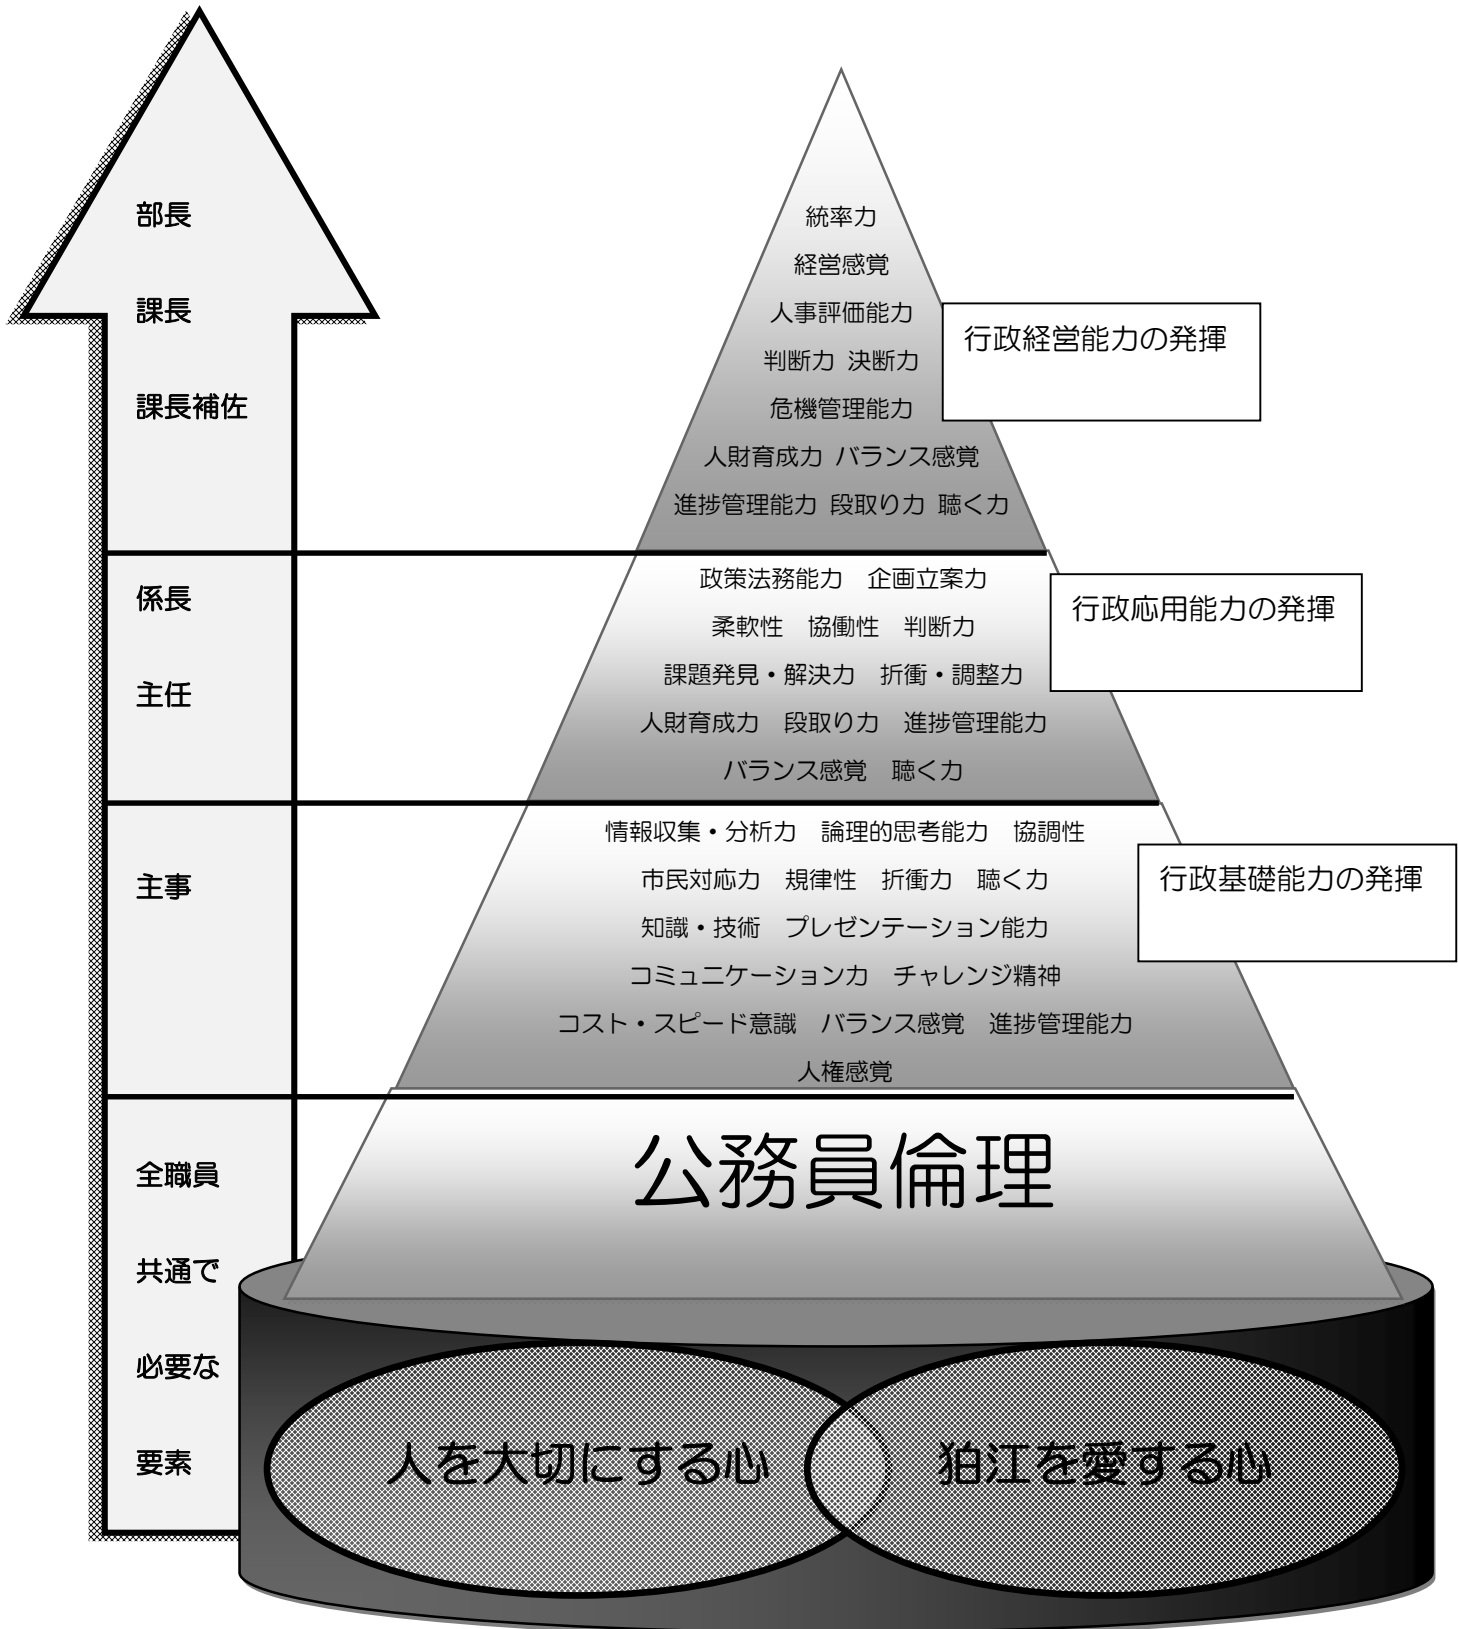 部長
課長
課長補佐
係長
主任
主事
全職員
共通で
必要な
要素
統率力
経営感覚
人事評価能力
判断力 決断力
危機管理能力
人財育成力 バランス感覚
進捗管理能力 段取り力 聴く力
行政経営能力の発揮
政策法務能力　企画立案力
柔軟性　協働性　判断力
課題発見・解決力　折衝・調整力
人財育成力　段取り力　進捗管理能力
バランス感覚　聴く力
行政応用能力の発揮
情報収集・分析力　論理的思考能力　協調性
市民対応力　規律性　折衝力　聴く力
知識・技術　プレゼンテーション能力
コミュニケーション力　チャレンジ精神
コスト・スピード意識　バランス感覚　進捗管理能力
人権感覚
行政基礎能力の発揮
公務員倫理
人を大切にする心
狛江を愛する心